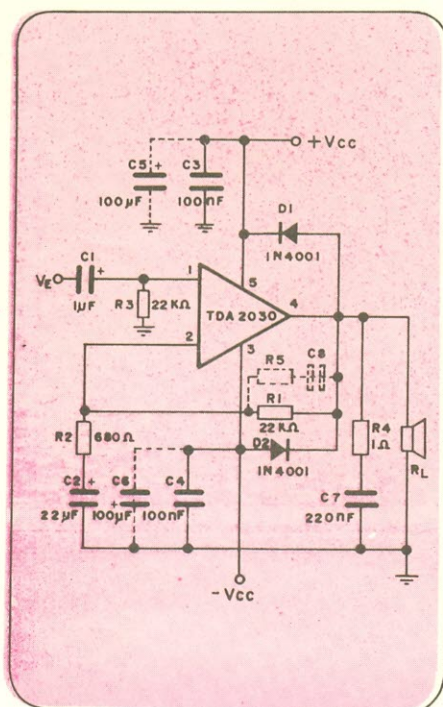 +Vcc
C5 + C3
100µF 100nF
D1
1N4001
C1
VE +
1µF
R3 22KΩ
1
5
TDA 2030
4
2
3
R5 C8
R1
22KΩ
R2 680Ω
D2
1N4001
R4
1Ω
RL
C2 + C6 C4
22µF 100µF + 100nF
C7
220nF
-Vcc